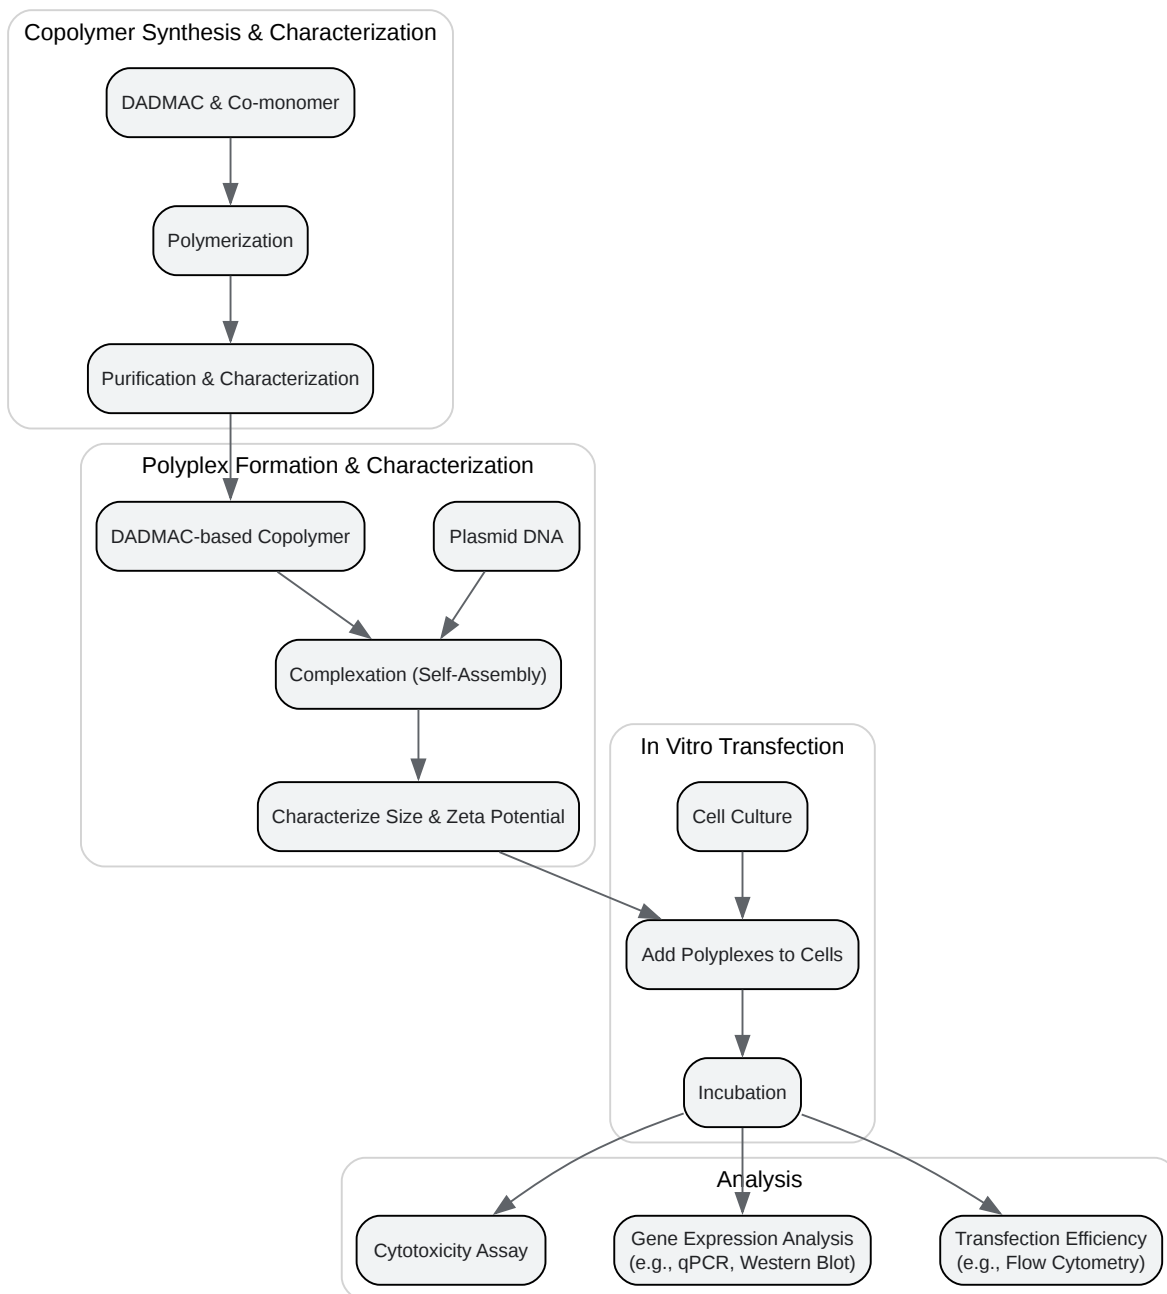 Copolymer Synthesis & Characterization
DADMAC & Co-monomer
Polymerization
Purification & Characterization
Polyplex Formation & Characterization
DADMAC-based Copolymer
Plasmid DNA
Complexation (Self-Assembly)
Characterize Size & Zeta Potential
In Vitro Transfection
Cell Culture
Add Polyplexes to Cells
Incubation
Analysis
Cytotoxicity Assay
Gene Expression Analysis
(e.g., qPCR, Western Blot)
Transfection Efficiency
(e.g., Flow Cytometry)